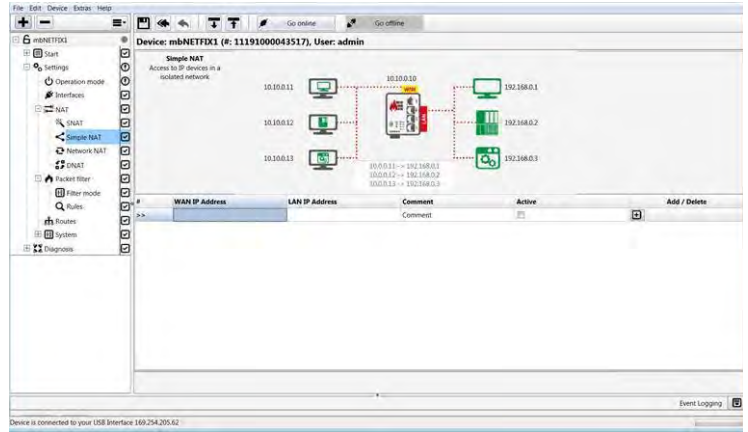 File Edit Device Extras Help
Go online
Go offline
mbNETFIX1
Start
Settings
Operation mode
Interfaces
NAT
SNAT
Simple NAT
Network NAT
DNAT
Packet filter
Filter mode
Rules
Routes
System
Diagnosis
Device: mbNETFIX1 (#: 11191000043517), User: admin
Simple NAT
Access to IP devices in a
isolated network
10.10.0.11
10.10.0.12
10.10.0.13
10.10.0.10
WAN
LAN
192.168.0.1
192.168.0.2
192.168.0.3
10.0.0.11 --> 192.168.0.1
10.0.0.12 --> 192.168.0.2
10.0.0.13 --> 192.168.0.3
# WAN IP Address LAN IP Address Comment Active Add / Delete
>> Comment
Event Logging
Device is connected to your USB Interface 169.254.205.62